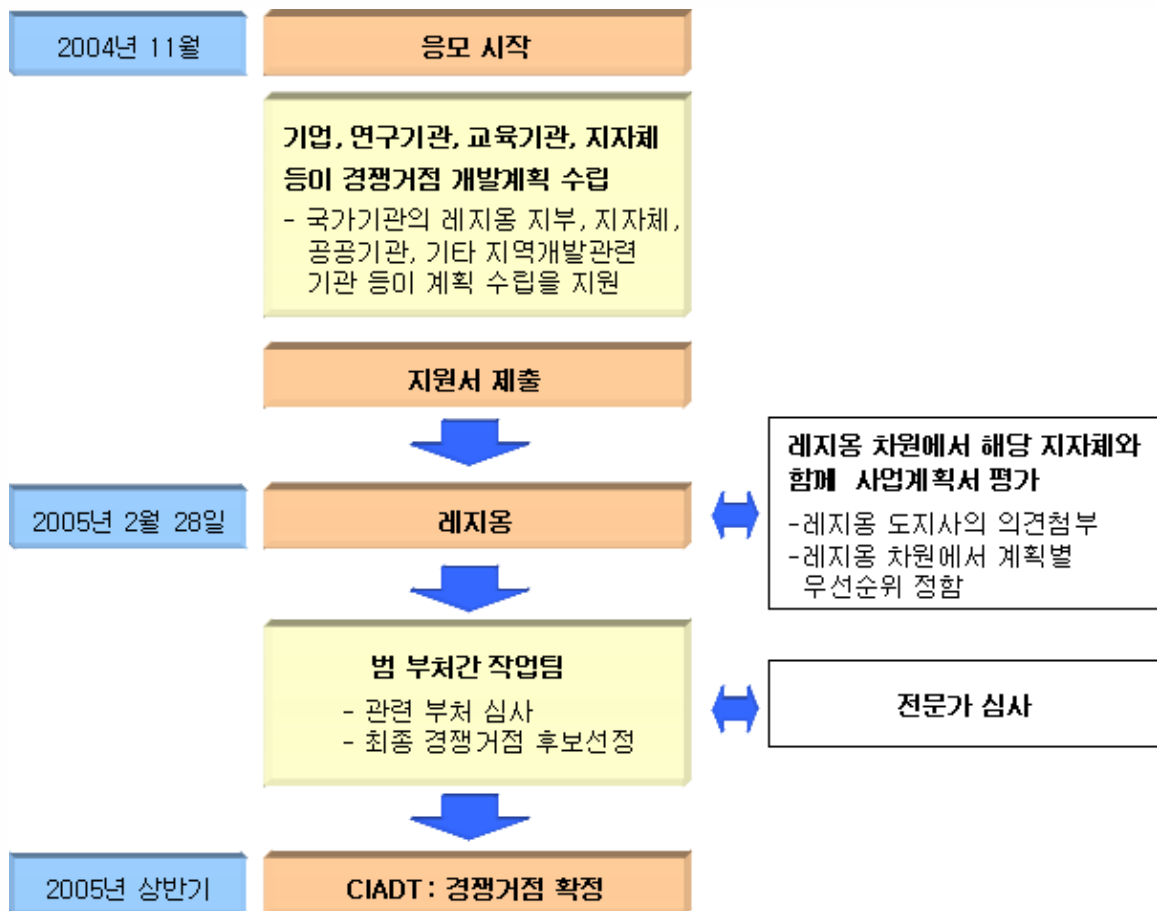 2004년 11월
응모 시작
기업, 연구기관, 교육기관, 지자체
등이 경쟁거점 개발계획 수립
- 국가기관의 레지옹 지부, 지자체,
공공기관, 기타 지역개발관련
기관 등이 계획 수립을 지원
지원서 제출
2005년 2월 28일
레지옹
레지옹 차원에서 해당 지자체와
함께 사업계획서 평가
-레지옹 도지사의 의견첨부
-레지옹 차원에서 계획별
우선순위 정함
범 부처간 작업팀
- 관련 부처 심사
- 최종 경쟁거점 후보선정
전문가 심사
2005년 상반기
CIADT : 경쟁거점 확정